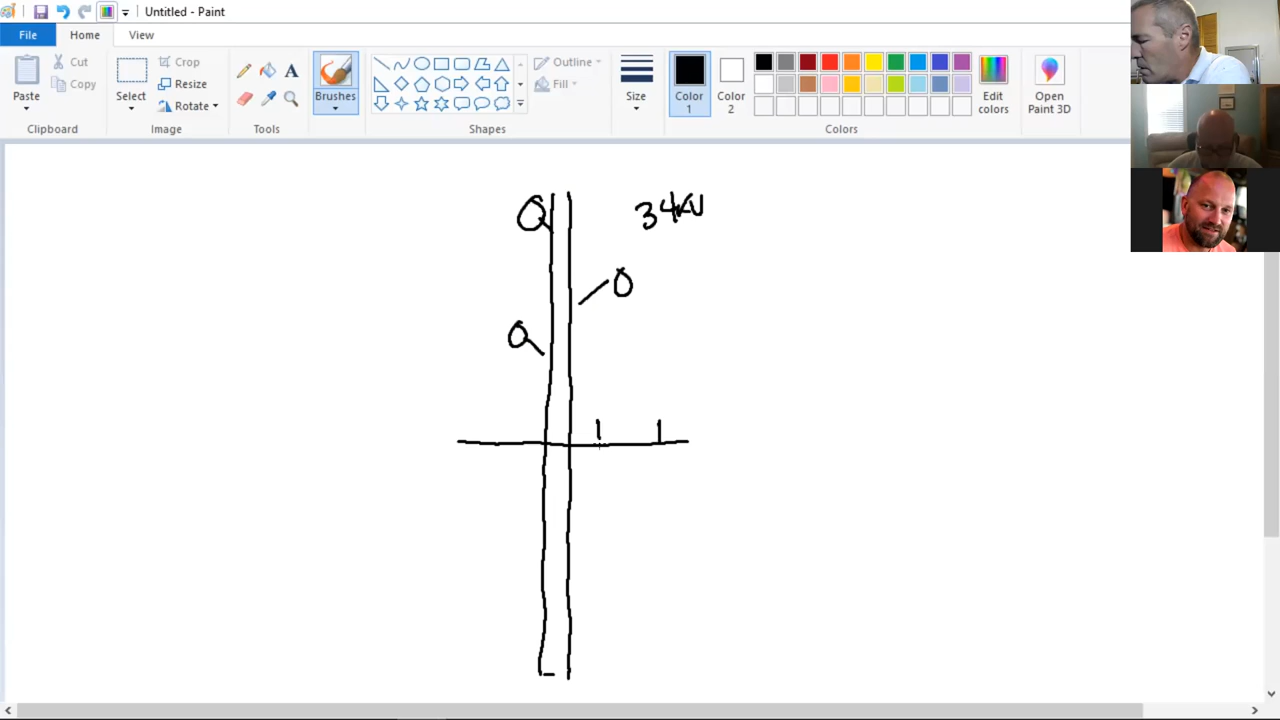 Untitled - Paint
File
Home
View
Paste
Cut
Copy
Clipboard
Select
Crop
Resize
Rotate
Image
A
Tools
Brushes
Outline
Fill
Shapes
Size
Color 1
Color 2
Edit colors
Colors
Open Paint 3D
34KV